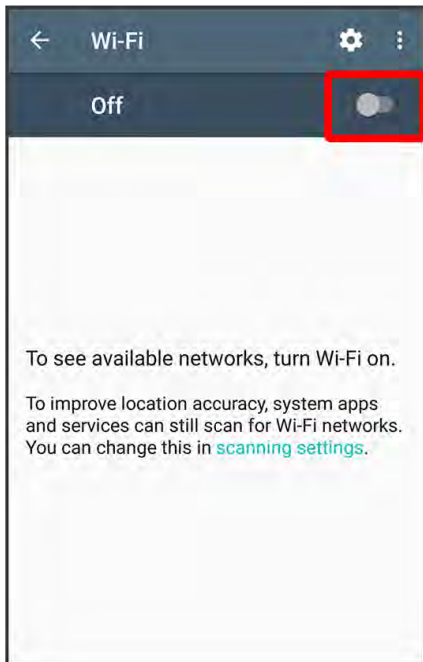 Wi-Fi
Off
To see available networks, turn Wi-Fi on.
To improve location accuracy, system apps
and services can still scan for Wi-Fi networks.
You can change this in scanning settings.